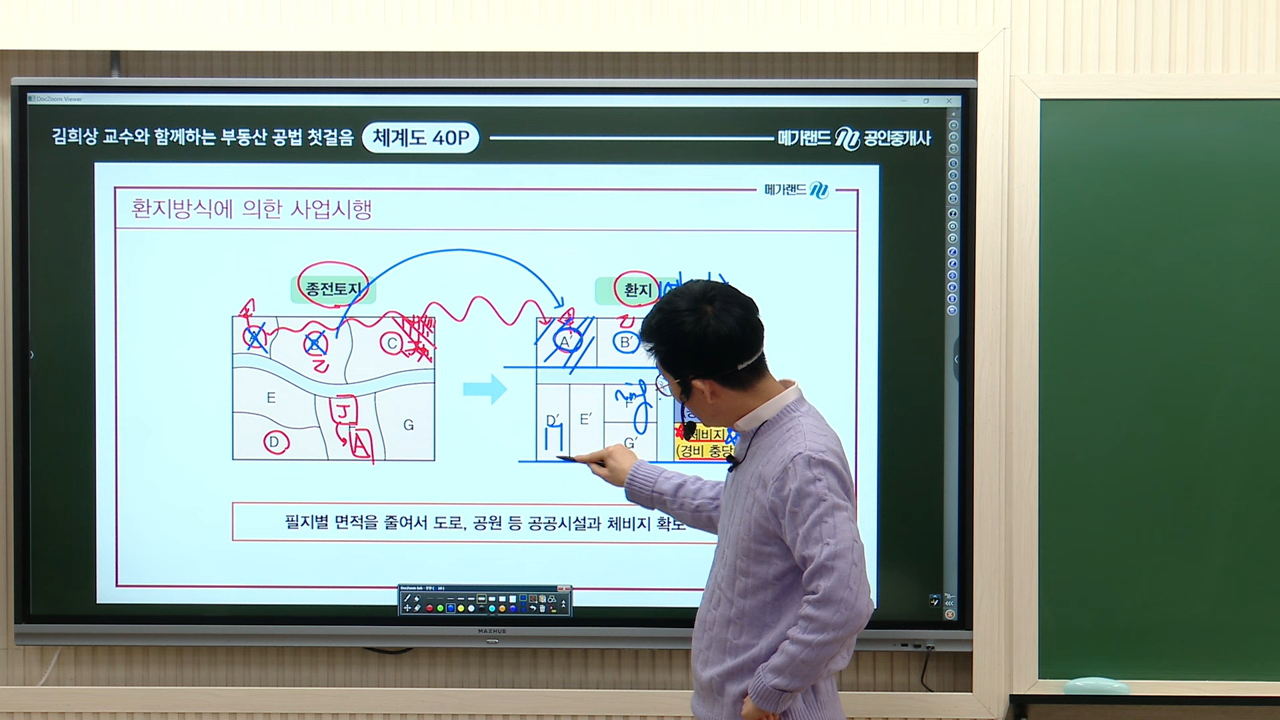 DocZoom Viewer
김희상 교수와 함께하는 부동산 공법 첫걸음 체계도 40P 메가랜드 공인중개사
메가랜드
환지방식에 의한 사업시행
종전토지
환지
C
A'
B'
E
D
J
A
G
D'
E'
G'
체비지
(경비 충당
필지별 면적을 줄여서 도로, 공원 등 공공시설과 체비지 확보
MAXHUB